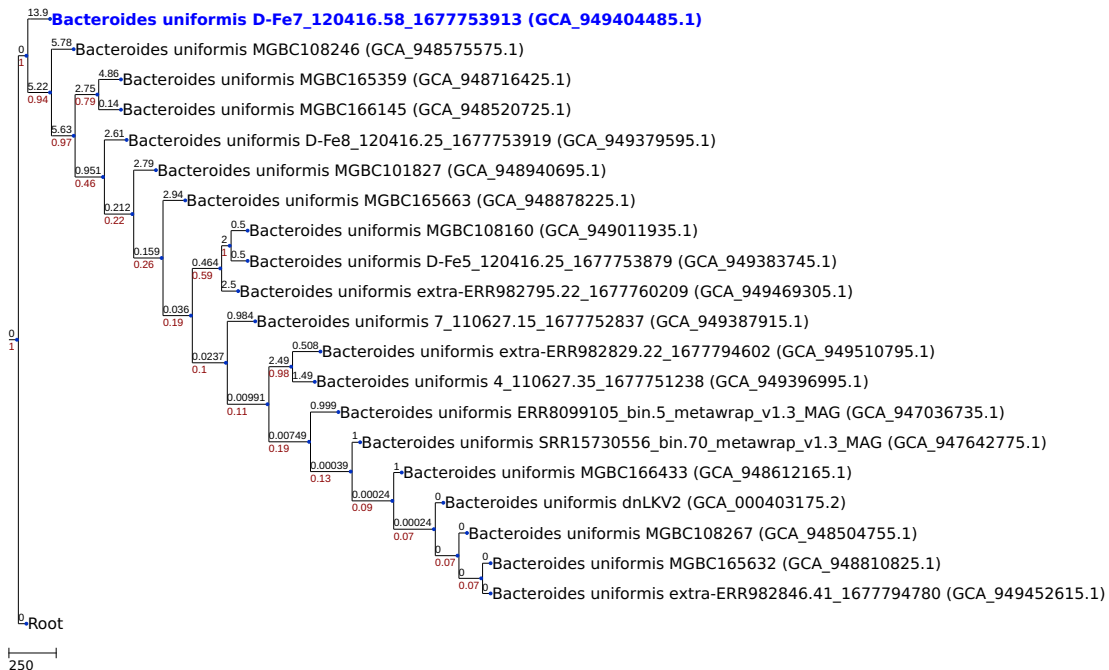 13.9 Bacteroides uniformis D-Fe7_120416.58_1677753913 (GCA_949404485.1)
0
1
5.78 Bacteroides uniformis MGBC108246 (GCA_948575575.1)
5.22
0.94
4.86 Bacteroides uniformis MGBC165359 (GCA_948716425.1)
2.75
0.79
0.14 Bacteroides uniformis MGBC166145 (GCA_948520725.1)
5.63
0.97
2.61 Bacteroides uniformis D-Fe8_120416.25_1677753919 (GCA_949379595.1)
0.951
0.46
2.79 Bacteroides uniformis MGBC101827 (GCA_948940695.1)
0.212
0.22
2.94 Bacteroides uniformis MGBC165663 (GCA_948878225.1)
0.159
0.26
0.5 Bacteroides uniformis MGBC108160 (GCA_949011935.1)
2
1
0.5 Bacteroides uniformis D-Fe5_120416.25_1677753879 (GCA_949383745.1)
0.464
0.59
2.5 Bacteroides uniformis extra-ERR982795.22_1677760209 (GCA_949469305.1)
0.036
0.19
0.984 Bacteroides uniformis 7_110627.15_1677752837 (GCA_949387915.1)
0
1
0.0237
0.1
0.508 Bacteroides uniformis extra-ERR982829.22_1677794602 (GCA_949510795.1)
2.49
0.98
1.49 Bacteroides uniformis 4_110627.35_1677751238 (GCA_949396995.1)
0.00991
0.11
0.999 Bacteroides uniformis ERR8099105_bin.5_metawrap_v1.3_MAG (GCA_947036735.1)
0.00749
0.19
1 Bacteroides uniformis SRR15730556_bin.70_metawrap_v1.3_MAG (GCA_947642775.1)
0.00039
0.13
1 Bacteroides uniformis MGBC166433 (GCA_948612165.1)
0.00024
0.09
0 Bacteroides uniformis dnLKV2 (GCA_000403175.2)
0.00024
0.07
0 Bacteroides uniformis MGBC108267 (GCA_948504755.1)
0
0.07
0 Bacteroides uniformis MGBC165632 (GCA_948810825.1)
0
0.07
0 Bacteroides uniformis extra-ERR982846.41_1677794780 (GCA_949452615.1)
0 Root
250